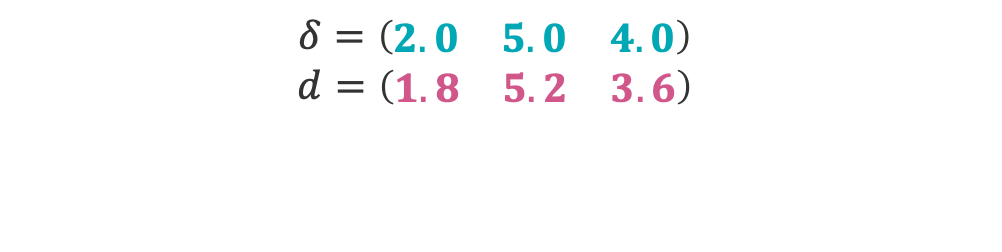 δ = (2.0 5.0 4.0)
d = (1.8 5.2 3.6)